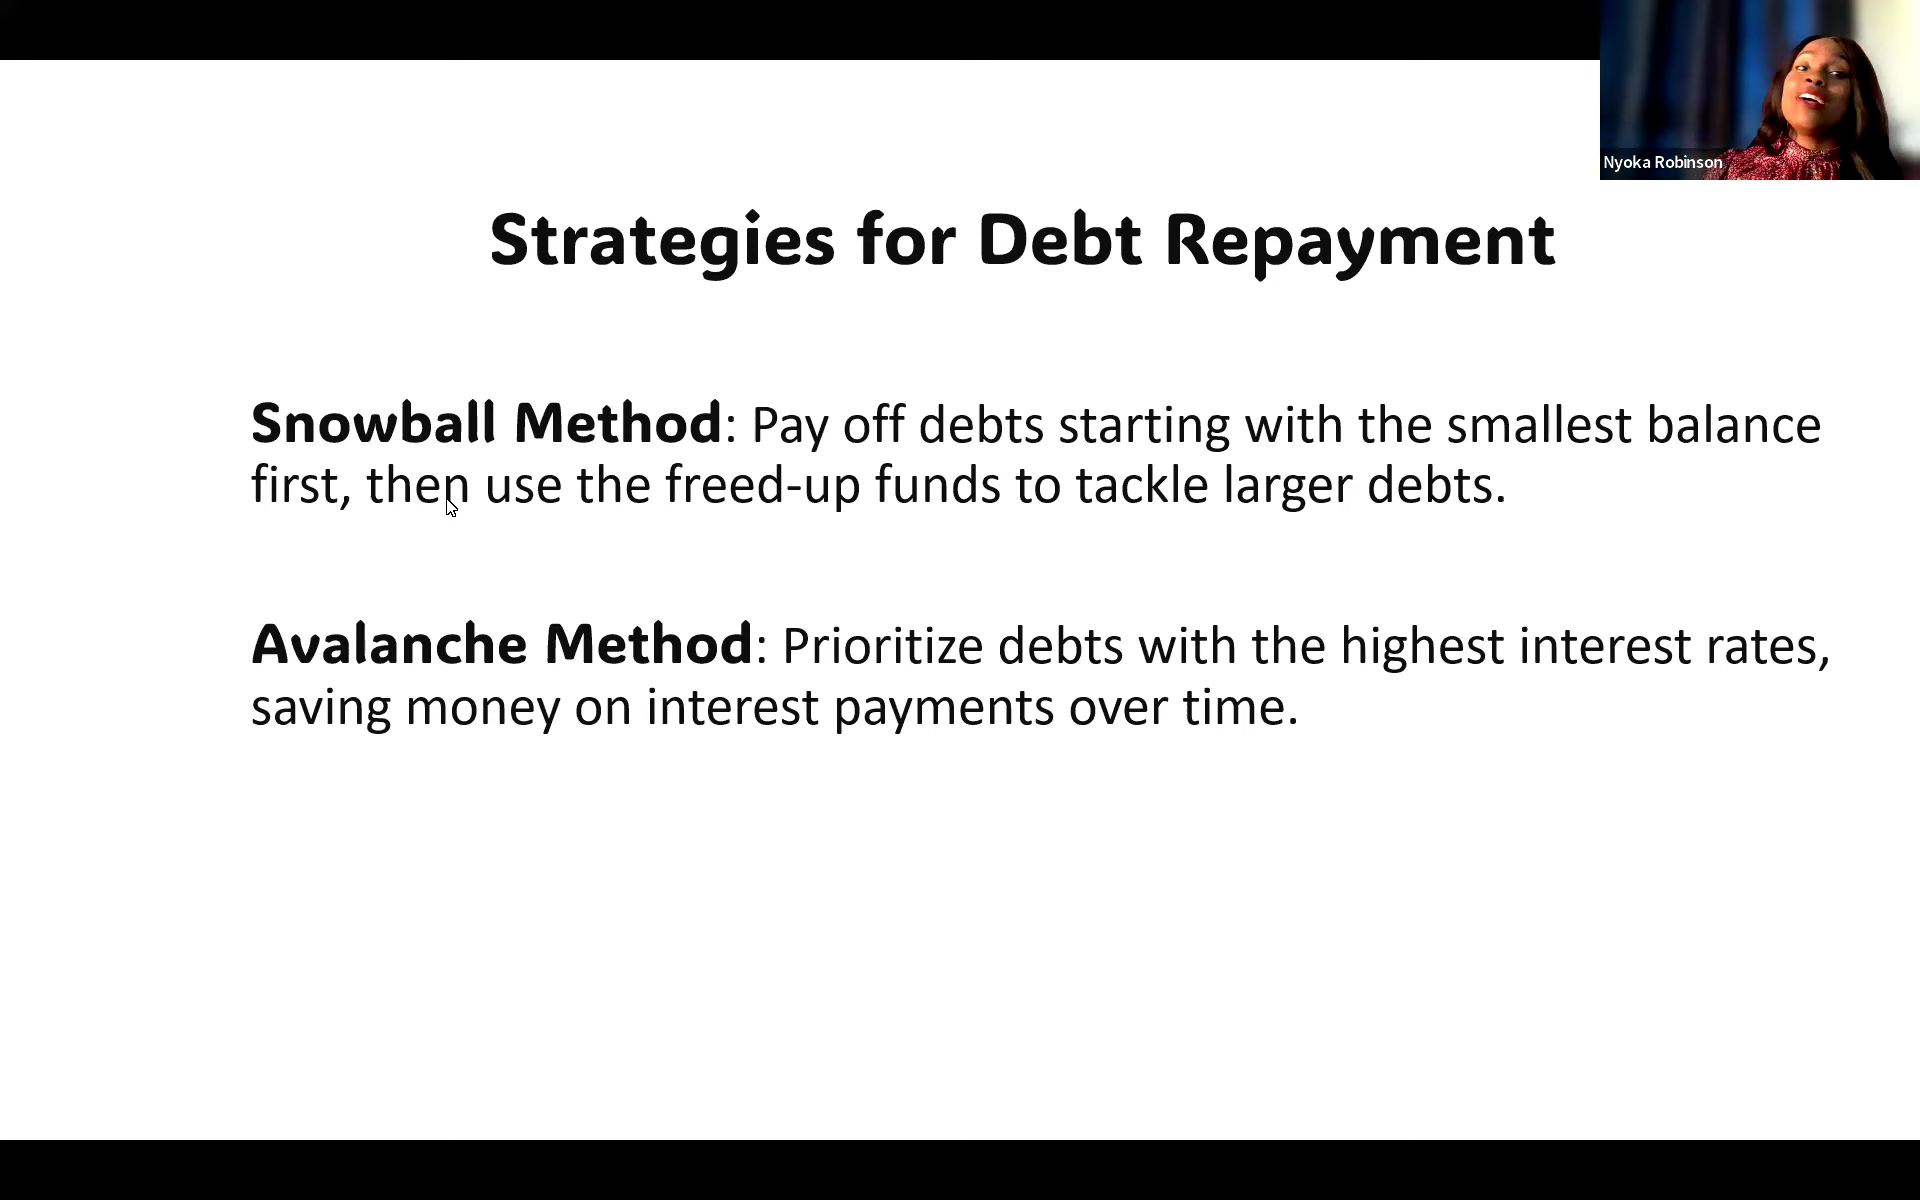 Nyoka Robinson
Strategies for Debt Repayment
Snowball Method: Pay off debts starting with the smallest balance
first, then use the freed-up funds to tackle larger debts.
Avalanche Method: Prioritize debts with the highest interest rates,
saving money on interest payments over time.